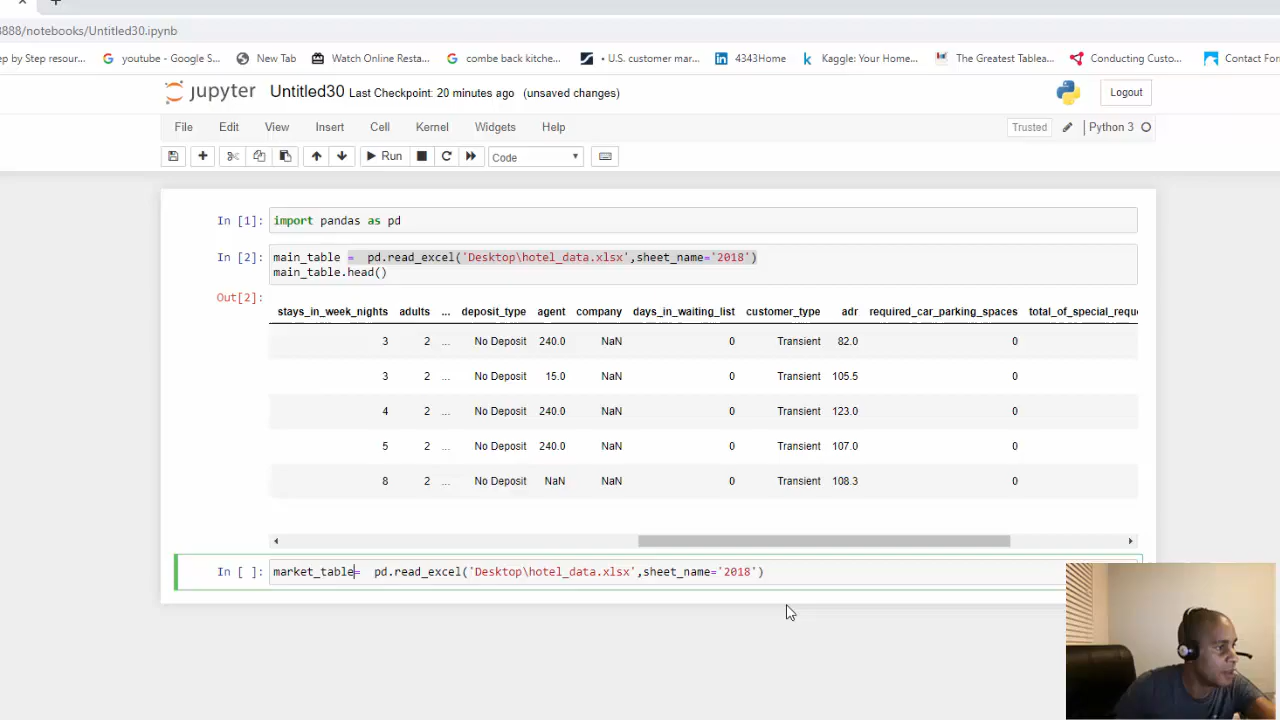 8888/notebooks/Untitled30.ipynb
ep by Step resour... youtube - Google S... New Tab Watch Online Resta... combe back kitche... • U.S. customer mar... 4343Home Kaggle: Your Home... The Greatest Tablea... Conducting Custo... Contact For
jupyter Untitled30 Last Checkpoint: 20 minutes ago (unsaved changes) Logout
File Edit View Insert Cell Kernel Widgets Help Trusted Python 3
Run Code
In [1]: import pandas as pd
In [2]: main_table =  pd.read_excel('Desktop\hotel_data.xlsx',sheet_name='2018')
main_table.head()
Out[2]:
stays_in_week_nights adults ... deposit_type agent company days_in_waiting_list customer_type adr required_car_parking_spaces total_of_special_reque
3 2 ... No Deposit 240.0 NaN 0 Transient 82.0 0
3 2 ... No Deposit 15.0 NaN 0 Transient 105.5 0
4 2 ... No Deposit 240.0 NaN 0 Transient 123.0 0
5 2 ... No Deposit 240.0 NaN 0 Transient 107.0 0
8 2 ... No Deposit NaN NaN 0 Transient 108.3 0
In [ ]: market_table=  pd.read_excel('Desktop\hotel_data.xlsx',sheet_name='2018')